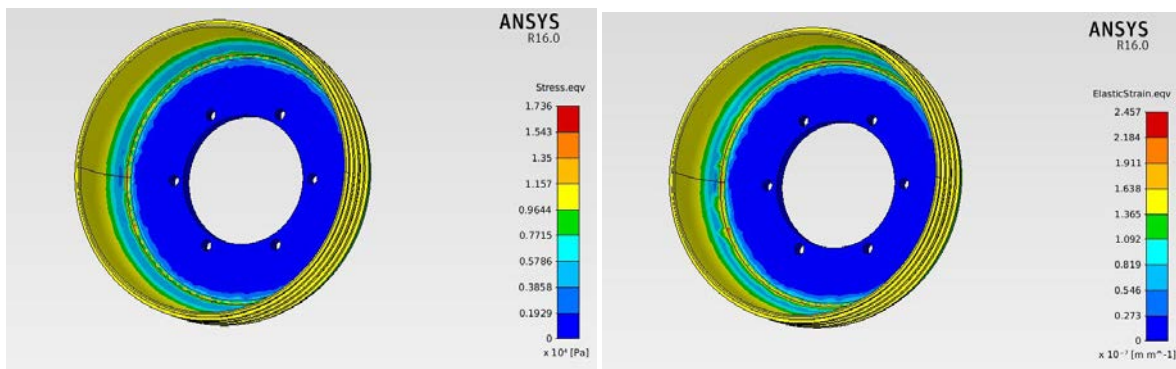 ANSYS
R16.0
Stress.eqv
1.736
1.543
1.35
1.157
0.9644
0.7715
0.5786
0.3858
0.1929
0
x 10⁴ [Pa]
ANSYS
R16.0
ElasticStrain.eqv
2.457
2.184
1.911
1.638
1.365
1.092
0.819
0.546
0.273
0
x 10⁻⁷ [m m^-1]